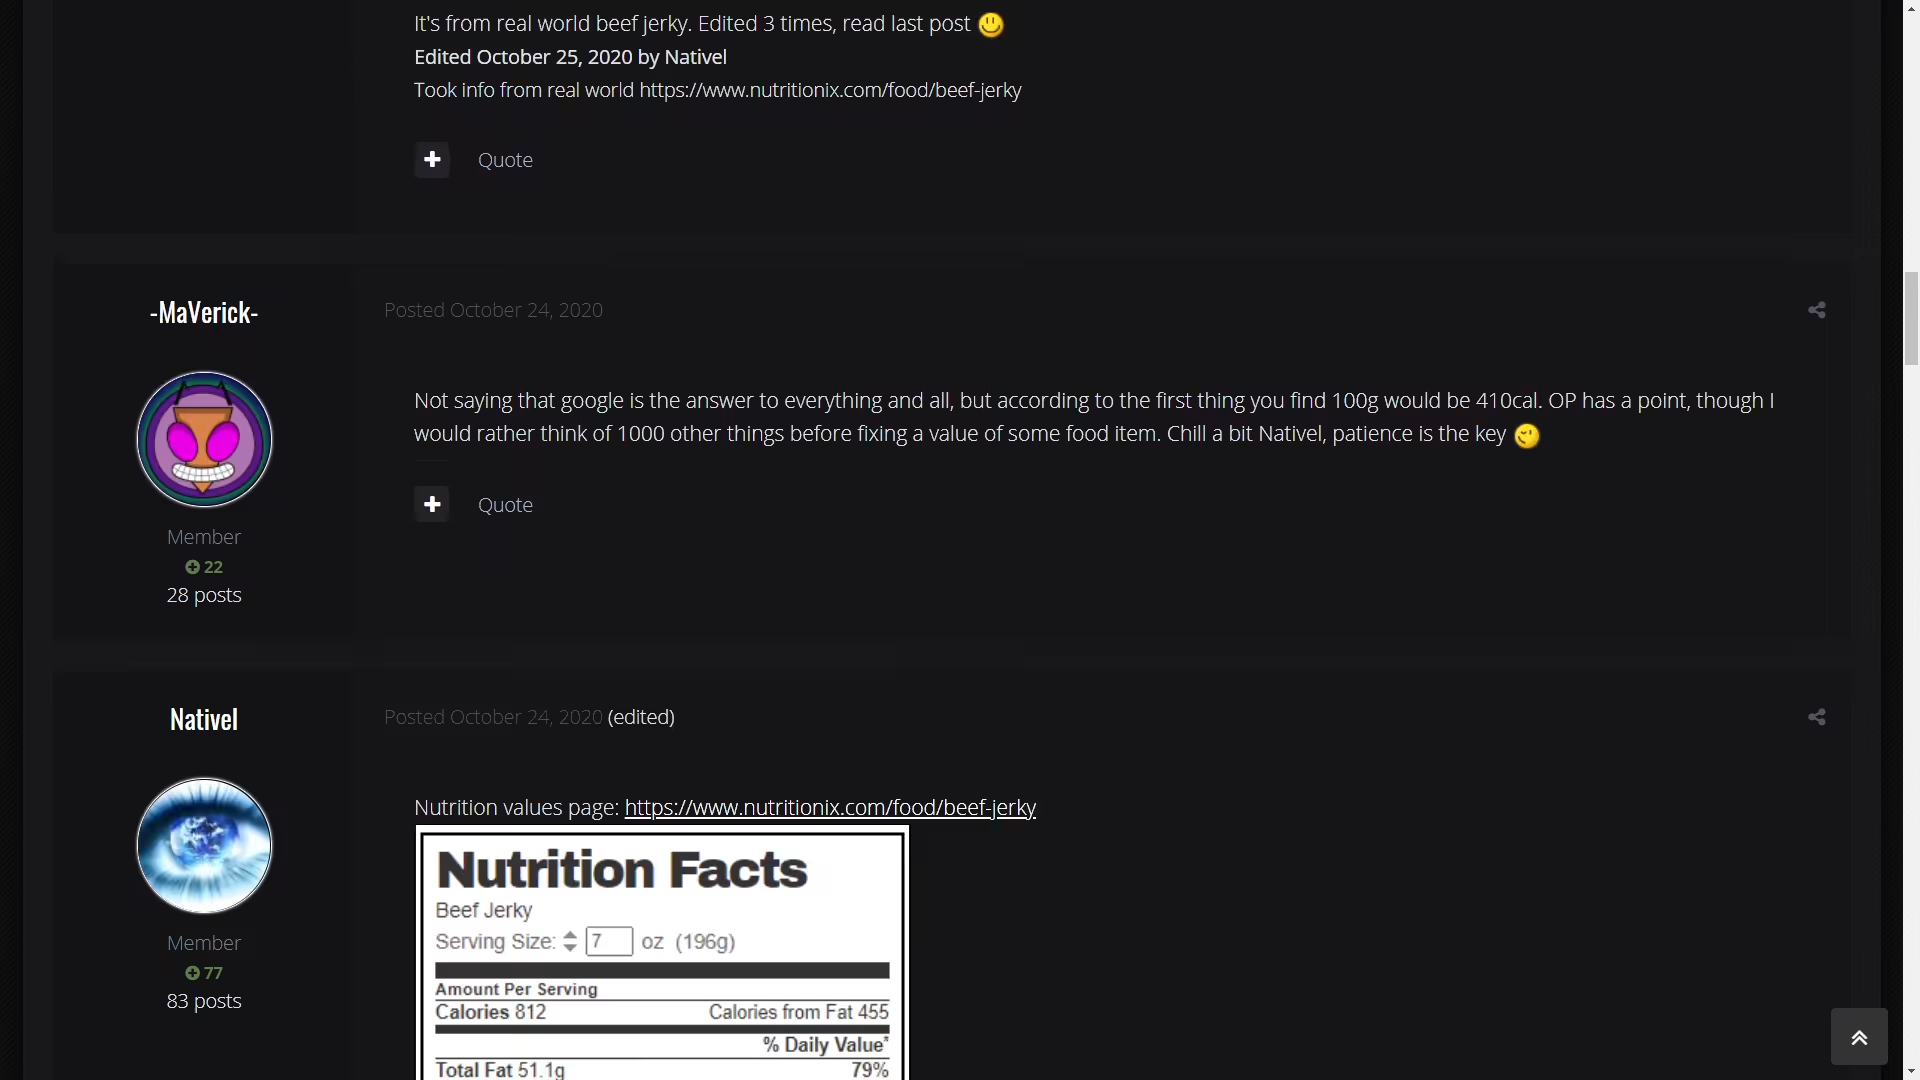 It's from real world beef jerky. Edited 3 times, read last post
Edited October 25, 2020 by Nativel
Took info from real world https://www.nutritionix.com/food/beef-jerky
Quote
-MaVerick-
Posted October 24, 2020
Not saying that google is the answer to everything and all, but according to the first thing you find 100g would be 410cal. OP has a point, though I
would rather think of 1000 other things before fixing a value of some food item. Chill a bit Nativel, patience is the key
Quote
Member
22
28 posts
Nativel
Posted October 24, 2020 (edited)
Nutrition values page: https://www.nutritionix.com/food/beef-jerky
Nutrition Facts
Beef Jerky
Serving Size: 7 oz (196g)
Amount Per Serving
Calories 812 Calories from Fat 455
% Daily Value*
Total Fat 51.1g 79%
Member
77
83 posts